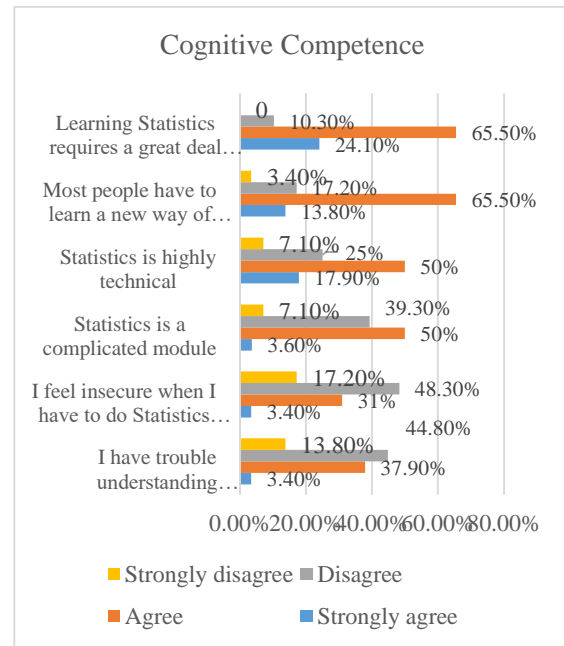 Cognitive Competence
Learning Statistics
requires a great deal…
0
10.30%
65.50%
24.10%
Most people have to
learn a new way of…
3.40%
17.20%
65.50%
13.80%
Statistics is highly
technical
7.10%
25%
50%
17.90%
Statistics is a
complicated module
7.10%
39.30%
50%
3.60%
I feel insecure when I
have to do Statistics…
17.20%
48.30%
31%
3.40%
I have trouble
understanding…
13.80%
44.80%
37.90%
3.40%
0.00% 20.00% 40.00% 60.00% 80.00%
Strongly disagree Disagree
Agree Strongly agree